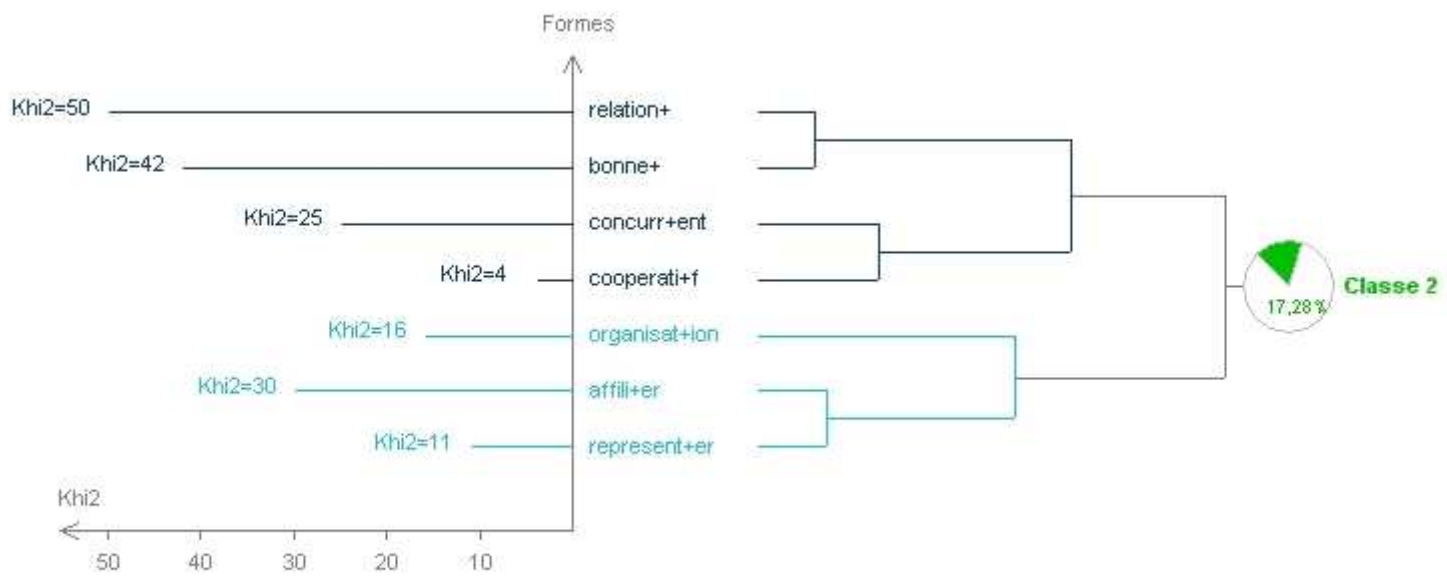 Formes
Khi2=50 relation+
Khi2=42 bonne+
Khi2=25 concurr+ent
Khi2=4 cooperati+f
Khi2=16 organisat+ion
Khi2=30 affili+er
Khi2=11 represent+er
17,28% Classe 2
Khi2
50 40 30 20 10